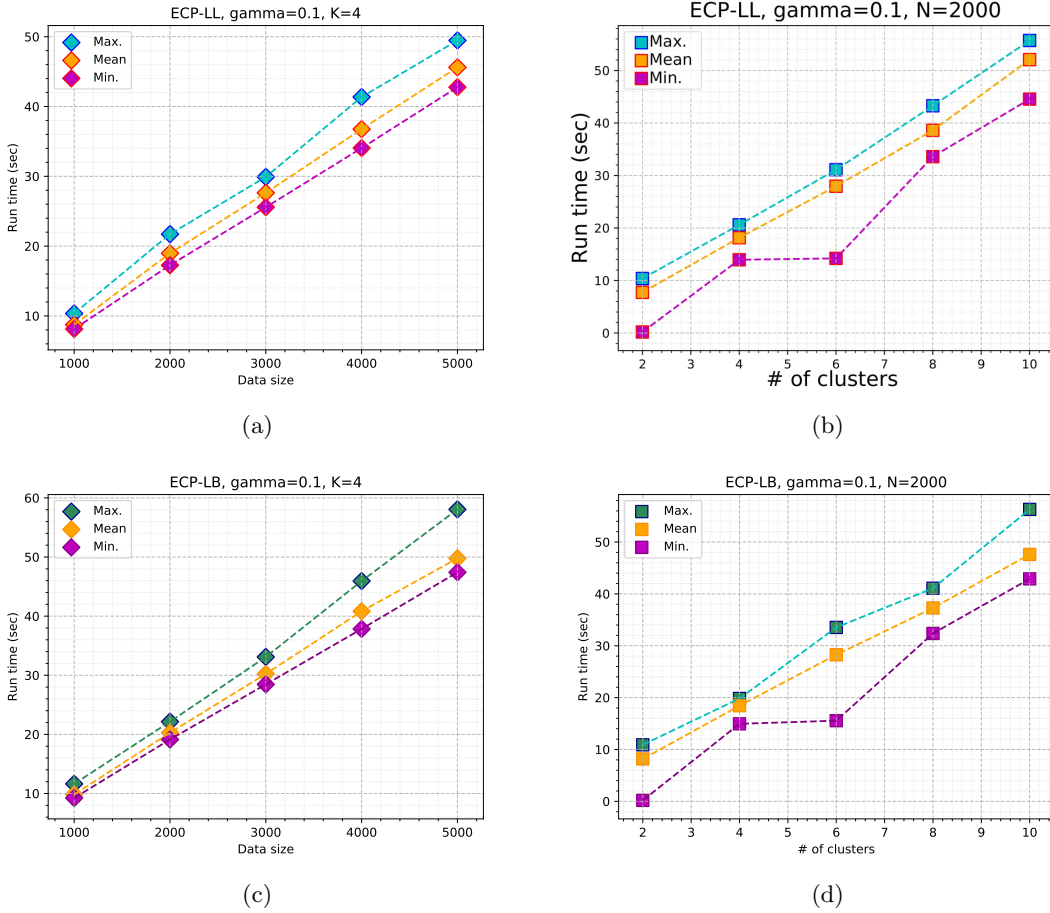 ECP-LL, gamma=0.1, K=4
Max.
Mean
Min.
50
40
30
20
10
Run time (sec)
1000 2000 3000 4000 5000
Data size
(a)
ECP-LL, gamma=0.1, N=2000
Max.
Mean
Min.
50
40
30
20
10
0
Run time (sec)
2 3 4 5 6 7 8 9 10
# of clusters
(b)
ECP-LB, gamma=0.1, K=4
Max.
Mean
Min.
60
50
40
30
20
10
Run time (sec)
1000 2000 3000 4000 5000
Data size
(c)
ECP-LB, gamma=0.1, N=2000
Max.
Mean
Min.
50
40
30
20
10
0
Run time (sec)
2 3 4 5 6 7 8 9 10
# of clusters
(d)